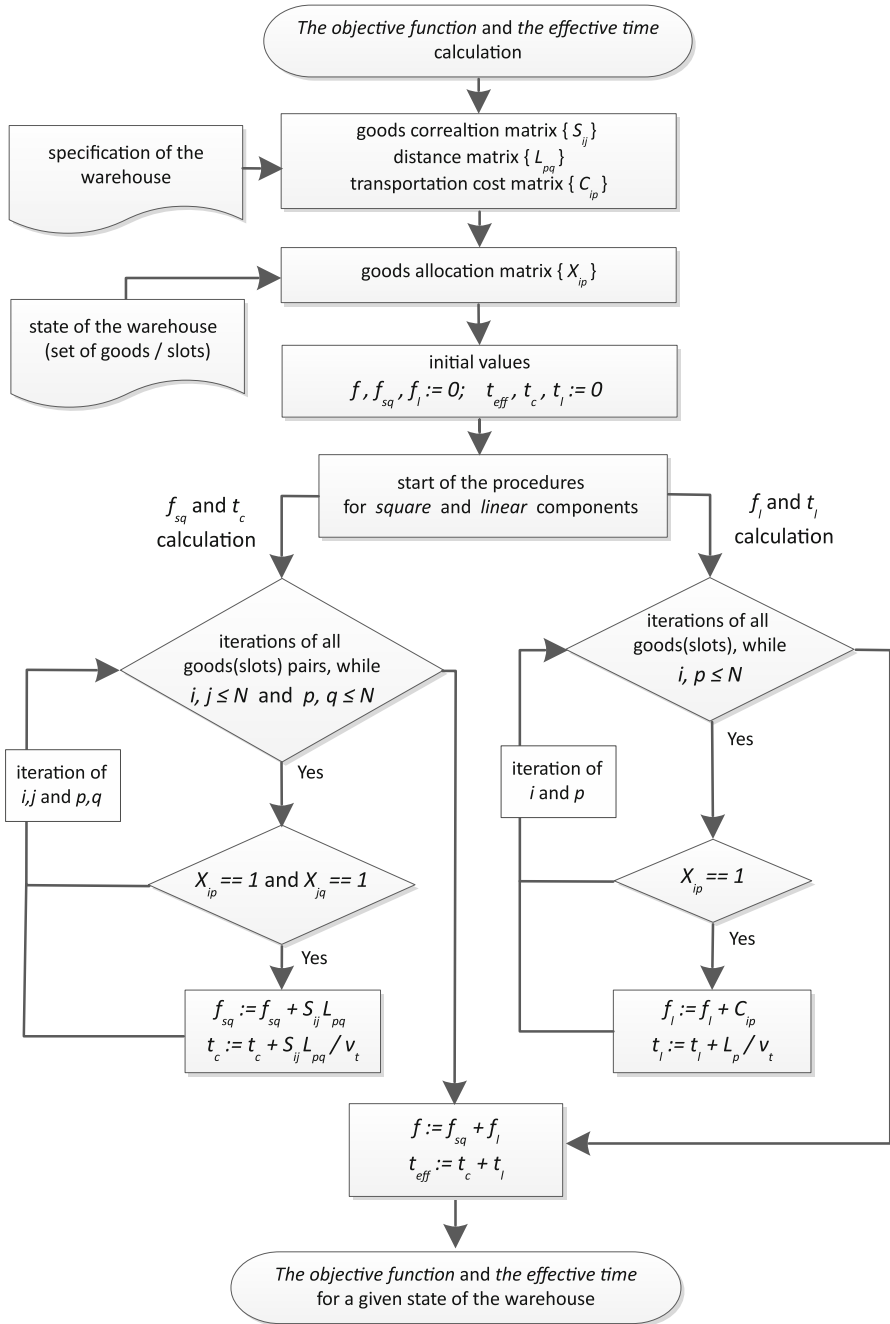 The objective function and the effective time
calculation
goods correaltion matrix { S_ij }
distance matrix { L_pq }
transportation cost matrix { C_ip }
specification of the
warehouse
goods allocation matrix { X_ip }
state of the warehouse
(set of goods / slots)
initial values
f , f_sq , f_l := 0; t_eff , t_c , t_l := 0
start of the procedures
for square and linear components
f_sq and t_c
calculation
f_l and t_l
calculation
iterations of all
goods(slots) pairs, while
i, j ≤ N and p, q ≤ N
iterations of all
goods(slots), while
i, p ≤ N
Yes
Yes
iteration of
i,j and p,q
iteration of
i and p
X_ip == 1 and X_jq == 1
X_ip == 1
Yes
Yes
f_sq := f_sq + S_ij L_pq
t_c := t_c + S_ij L_pq / v_t
f_l := f_l + C_ip
t_l := t_l + L_p / v_t
f := f_sq + f_l
t_eff := t_c + t_l
The objective function and the effective time
for a given state of the warehouse